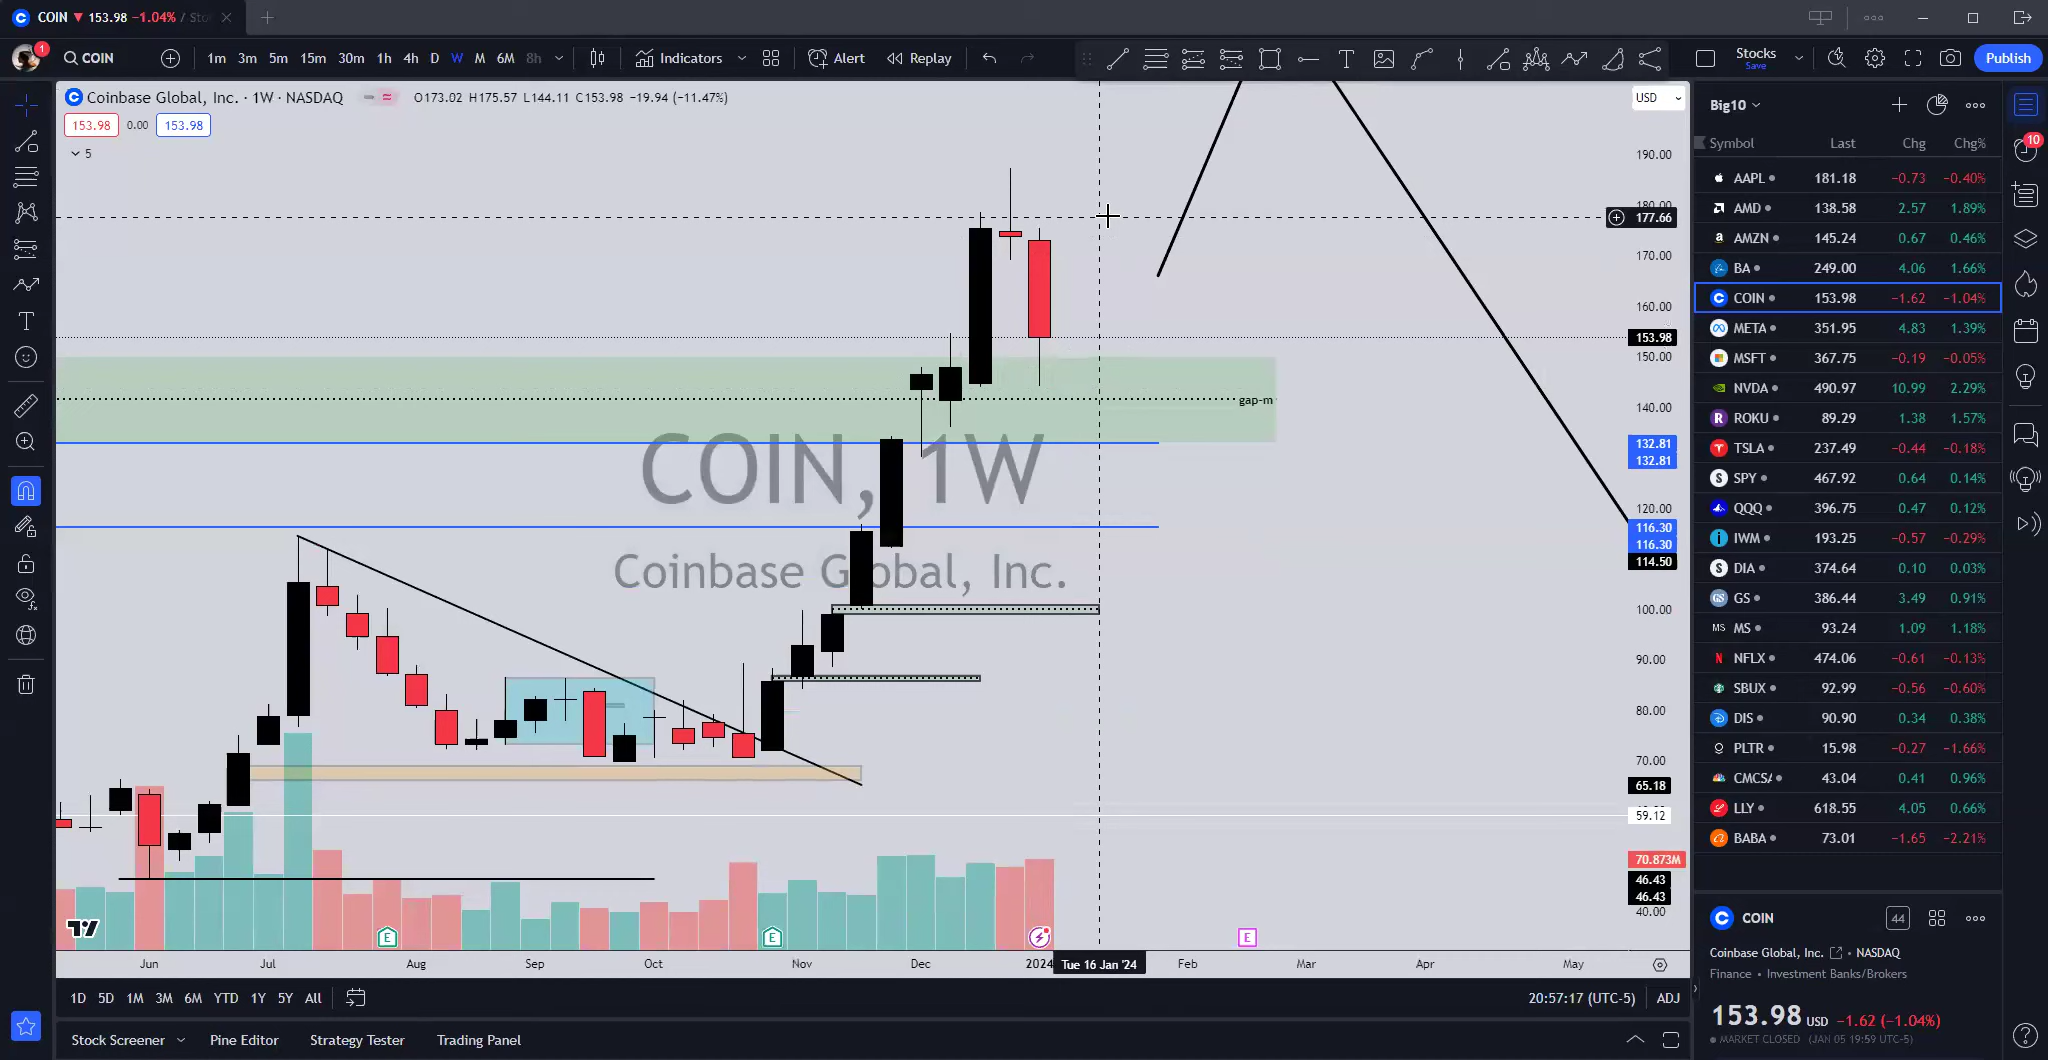 COIN ▼ 153.98 −1.04% / Sto
1 COIN 1m 3m 5m 15m 30m 1h 4h D W M 6M 8h Indicators Alert Replay Stocks Save Publish
Coinbase Global, Inc. · 1W · NASDAQ O173.02 H175.57 L144.11 C153.98 −19.94 (−11.47%)
USD
153.98 0.00 153.98
5
190.00
180.00
177.66
170.00
160.00
153.98
150.00
gap-m
140.00
132.81
132.81
COIN, 1W
120.00
116.30
116.30
114.50
Coinbase Global, Inc.
100.00
90.00
80.00
70.00
65.18
59.12
70.873M
46.43
46.43
40.00
E E E
Jun Jul Aug Sep Oct Nov Dec 2024 Tue 16 Jan '24 Feb Mar Apr May
1D 5D 1M 3M 6M YTD 1Y 5Y All 20:57:17 (UTC-5) ADJ
Stock Screener Pine Editor Strategy Tester Trading Panel
Big10
10
Symbol Last Chg Chg%
AAPL 181.18 −0.73 −0.40%
AMD 138.58 2.57 1.89%
AMZN 145.24 0.67 0.46%
BA 249.00 4.06 1.66%
COIN 153.98 −1.62 −1.04%
META 351.95 4.83 1.39%
MSFT 367.75 −0.19 −0.05%
NVDA 490.97 10.99 2.29%
ROKU 89.29 1.38 1.57%
TSLA 237.49 −0.44 −0.18%
SPY 467.92 0.64 0.14%
QQQ 396.75 0.47 0.12%
IWM 193.25 −0.57 −0.29%
DIA 374.64 0.10 0.03%
GS 386.44 3.49 0.91%
MS MS 93.24 1.09 1.18%
NFLX 474.06 −0.61 −0.13%
SBUX 92.99 −0.56 −0.60%
DIS 90.90 0.34 0.38%
PLTR 15.98 −0.27 −1.66%
CMCSA 43.04 0.41 0.96%
LLY 618.55 4.05 0.66%
BABA 73.01 −1.65 −2.21%
COIN 44
Coinbase Global, Inc. · NASDAQ
Finance · Investment Banks/Brokers
153.98 USD −1.62 (−1.04%)
MARKET CLOSED (JAN 05 19:59 UTC-5)